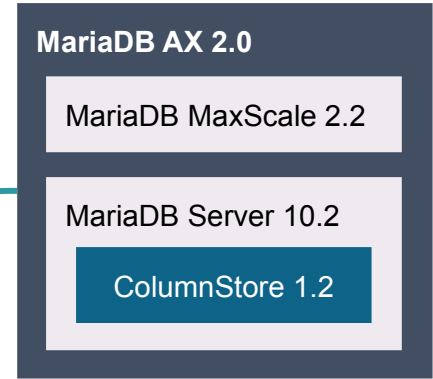 MariaDB AX 2.0
MariaDB MaxScale 2.2
MariaDB Server 10.2
ColumnStore 1.2